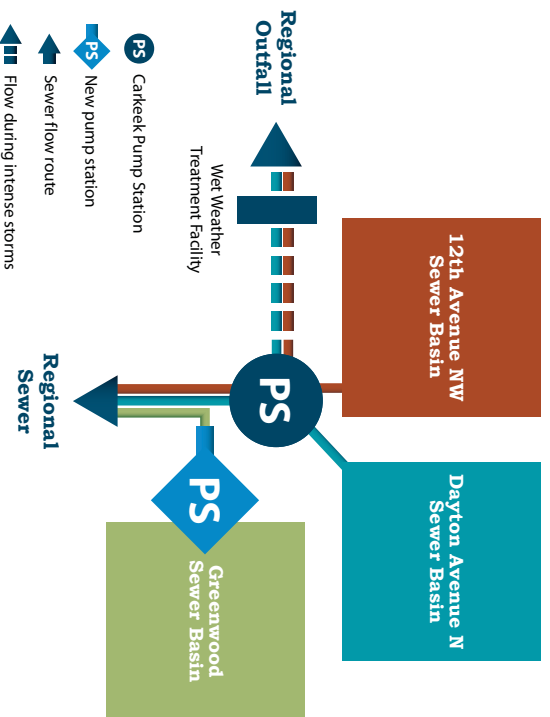 12th Avenue NW
Sewer Basin
Dayton Avenue N
Sewer Basin
Regional
Outfall
Wet Weather
Treatment Facility
PS
PS
Greenwood
Sewer Basin
Regional
Sewer
PS
Carkeek Pump Station
PS
New pump station
Sewer flow route
Flow during intense storms